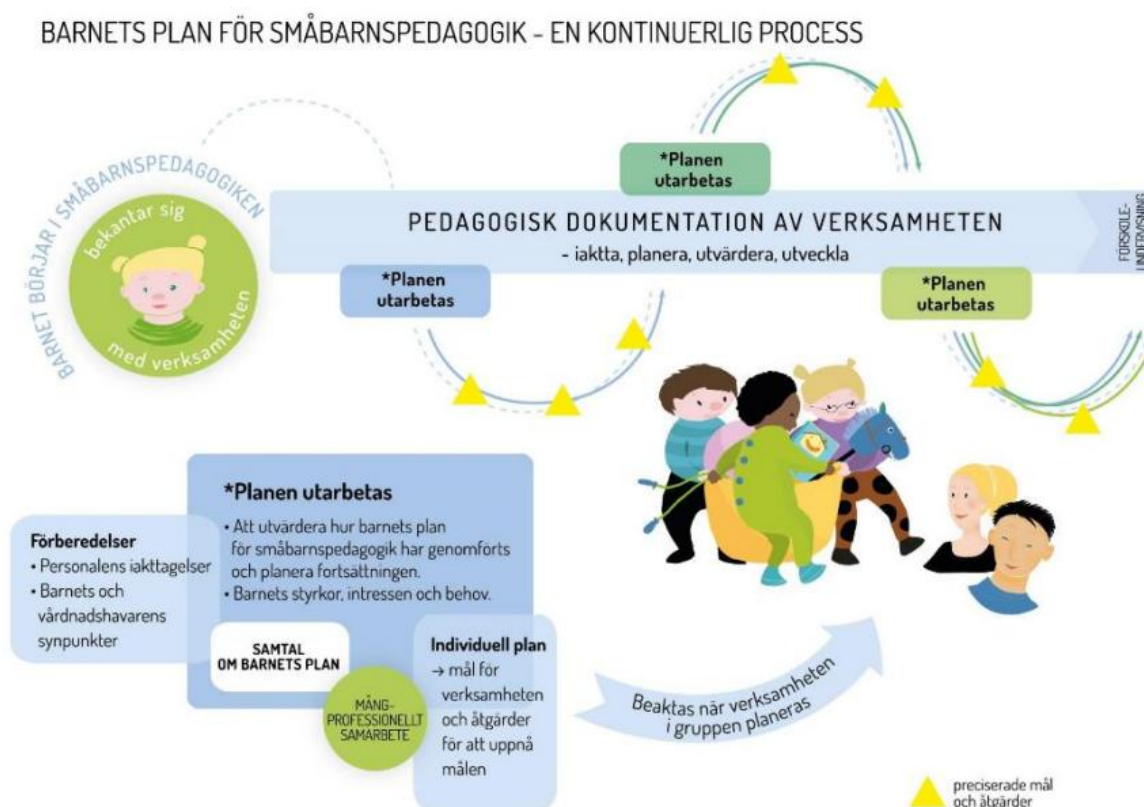 BARNETS PLAN FÖR SMÅBARNSPEDAGOGIK – EN KONTINUERLIG PROCESS
BARNET BÖRJAR I SMÅBARNSPEDAGOGIKEN
bekantar sig
med verksamheten
*Planen
utarbetas
PEDAGOGISK DOKUMENTATION AV VERKSAMHETEN
- iaktta, planera, utvärdera, utveckla
FÖRSKOLE-
UNDERVISNING
*Planen
utarbetas
*Planen
utarbetas
*Planen utarbetas
• Att utvärdera hur barnets plan
för småbarnspedagogik har genomförts
och planera fortsättningen.
• Barnets styrkor, intressen och behov.
Förberedelser
• Personalens iakttagelser
• Barnets och
vårdnadshavarens
synpunkter
SAMTAL
OM BARNETS PLAN
MÅNG-
PROFESSIONELLT
SAMARBETE
Individuell plan
→ mål för
verksamheten
och åtgärder
för att uppnå
målen
Beaktas när verksamheten
i gruppen planeras
preciserade mål
och åtgärder